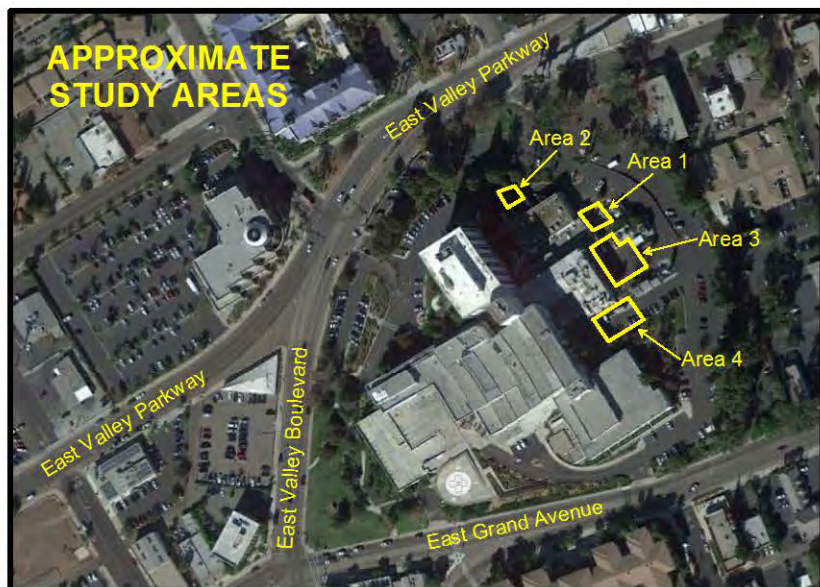 APPROXIMATE
STUDY AREAS
East Valley Parkway
Area 2
Area 1
Area 3
Area 4
East Valley Parkway
East Valley Boulevard
East Grand Avenue